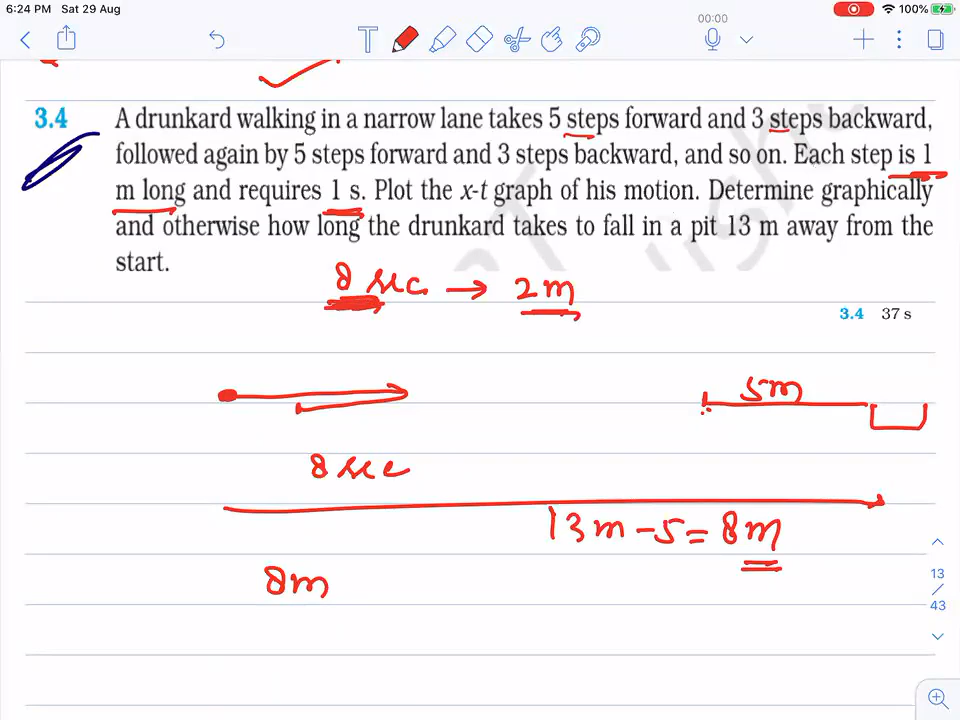 6:24 PM Sat 29 Aug
100%
00:00
T
3.4 A drunkard walking in a narrow lane takes 5 steps forward and 3 steps backward,
followed again by 5 steps forward and 3 steps backward, and so on. Each step is 1
m long and requires 1 s. Plot the x-t graph of his motion. Determine graphically
and otherwise how long the drunkard takes to fall in a pit 13 m away from the
start.
8 sec → 2m
3.4 37 s
5m
8 sec
13m - 5 = 8m
8m
13
/
43